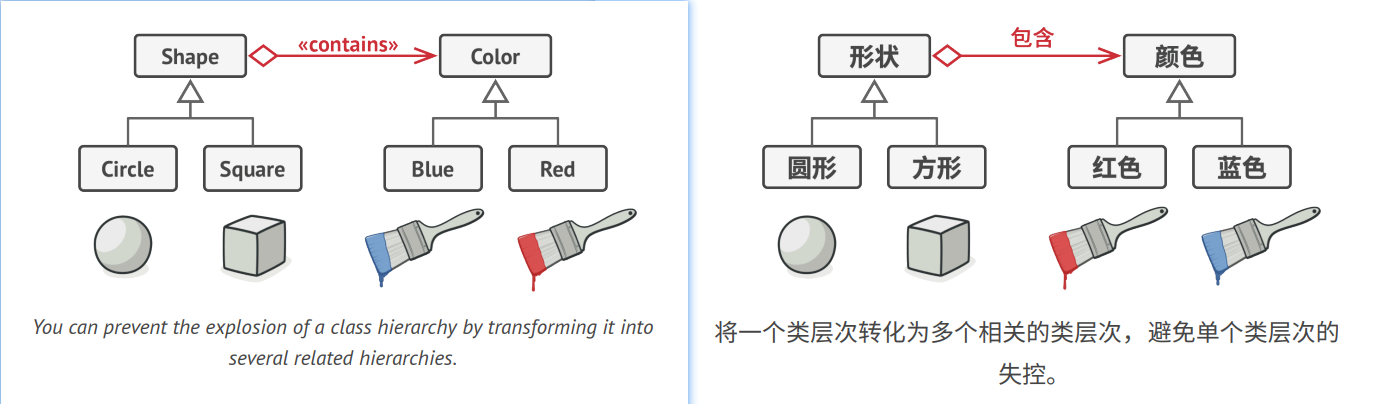 «contains»
Shape
Color
Circle
Square
Blue
Red
You can prevent the explosion of a class hierarchy by transforming it into
several related hierarchies.
包含
形状
颜色
圆形
方形
红色
蓝色
将一个类层次转化为多个相关的类层次，避免单个类层次的
失控。